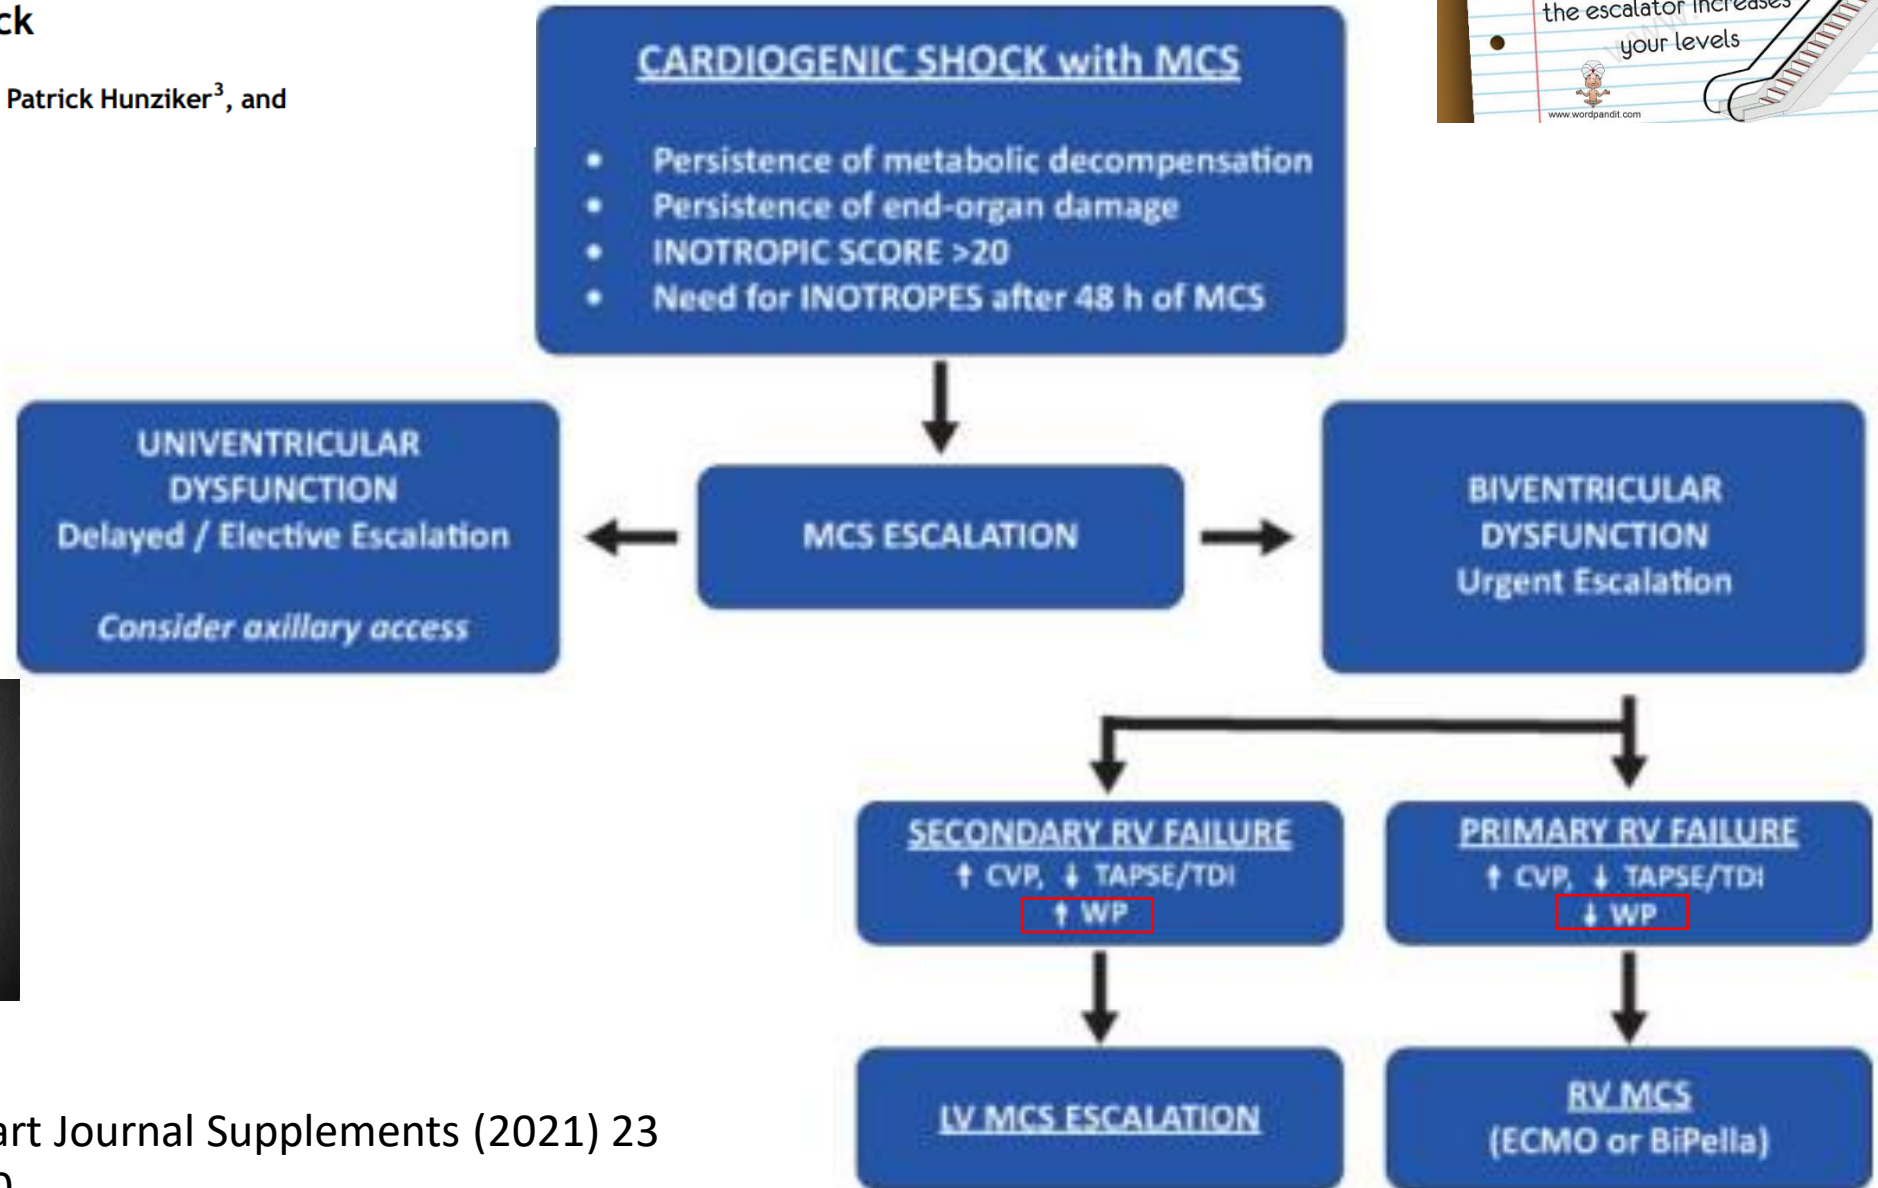 ck
Patrick Hunziker3, and
the escalator increases
your levels
www.wordpandit.com
CARDIOGENIC SHOCK with MCS
• Persistence of metabolic decompensation
• Persistence of end-organ damage
• INOTROPIC SCORE >20
• Need for INOTROPES after 48 h of MCS
UNIVENTRICULAR
DYSFUNCTION
Delayed / Elective Escalation
Consider axillary access
MCS ESCALATION
BIVENTRICULAR
DYSFUNCTION
Urgent Escalation
SECONDARY RV FAILURE
↑ CVP, ↓ TAPSE/TDI
↑ WP
PRIMARY RV FAILURE
↑ CVP, ↓ TAPSE/TDI
↓ WP
LV MCS ESCALATION
RV MCS
(ECMO or BiPella)
art Journal Supplements (2021) 23